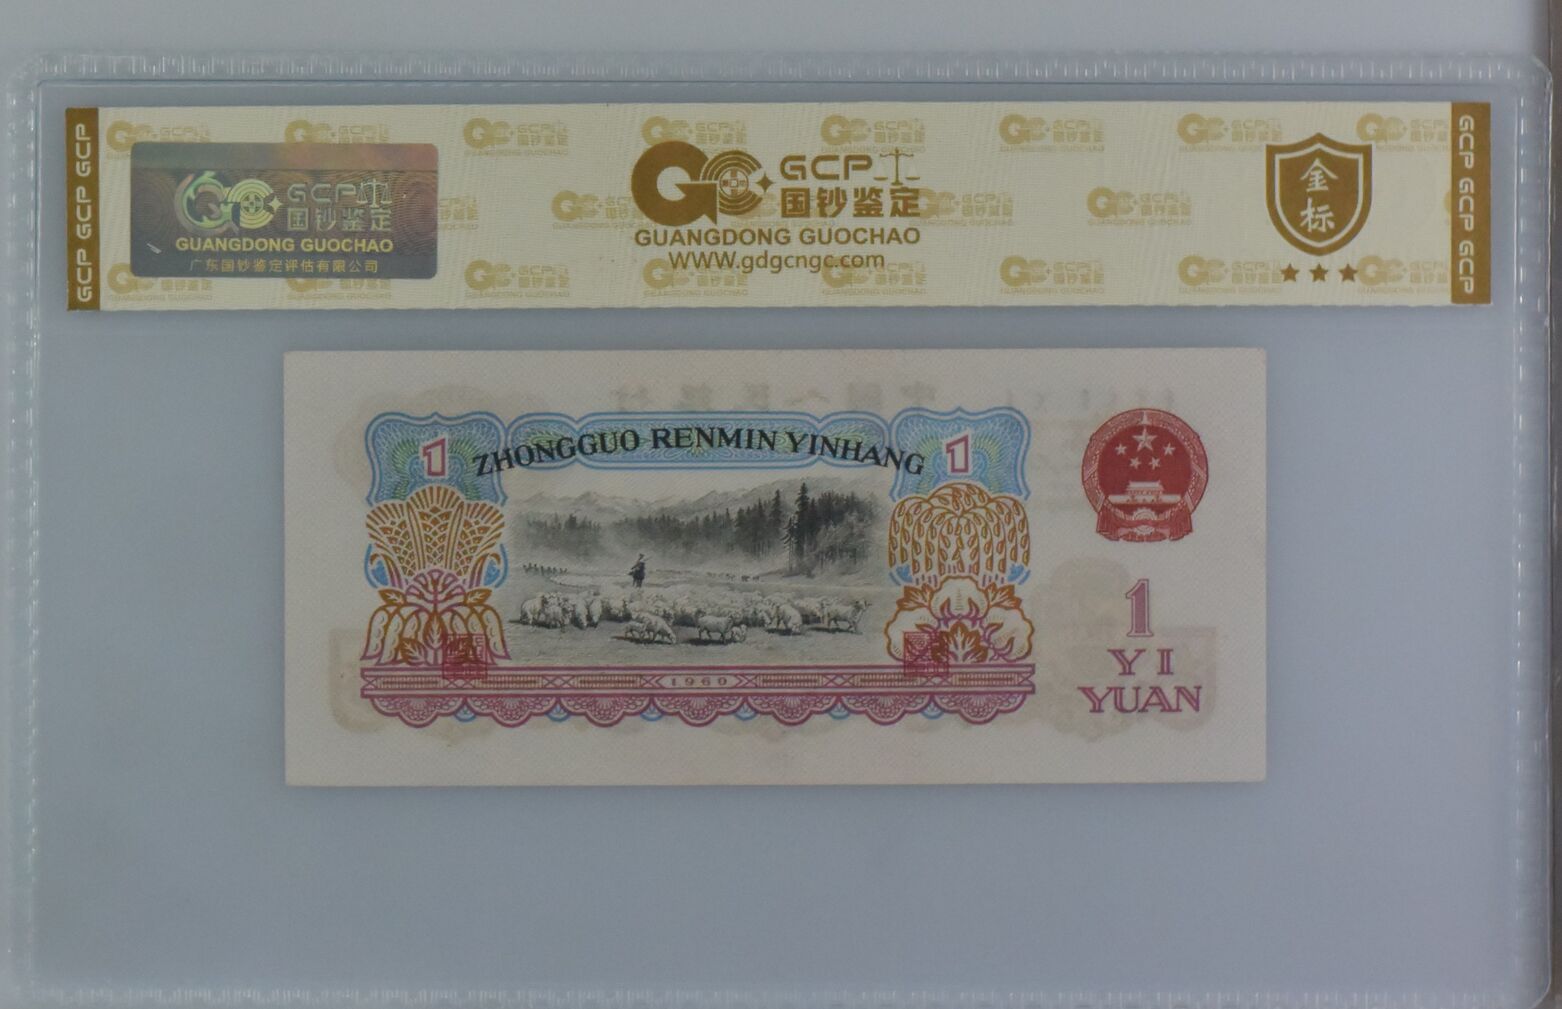 GCP GCP GCP
GCP
国钞鉴定
GUANGDONG GUOCHAO
广东国钞鉴定评估有限公司
GCP
国钞鉴定
GUANGDONG GUOCHAO
WWW.gdgcngc.com
金标
GCP GCP GCP
ZHONGGUO RENMIN YINHANG
1
1
1960
1
YI
YUAN